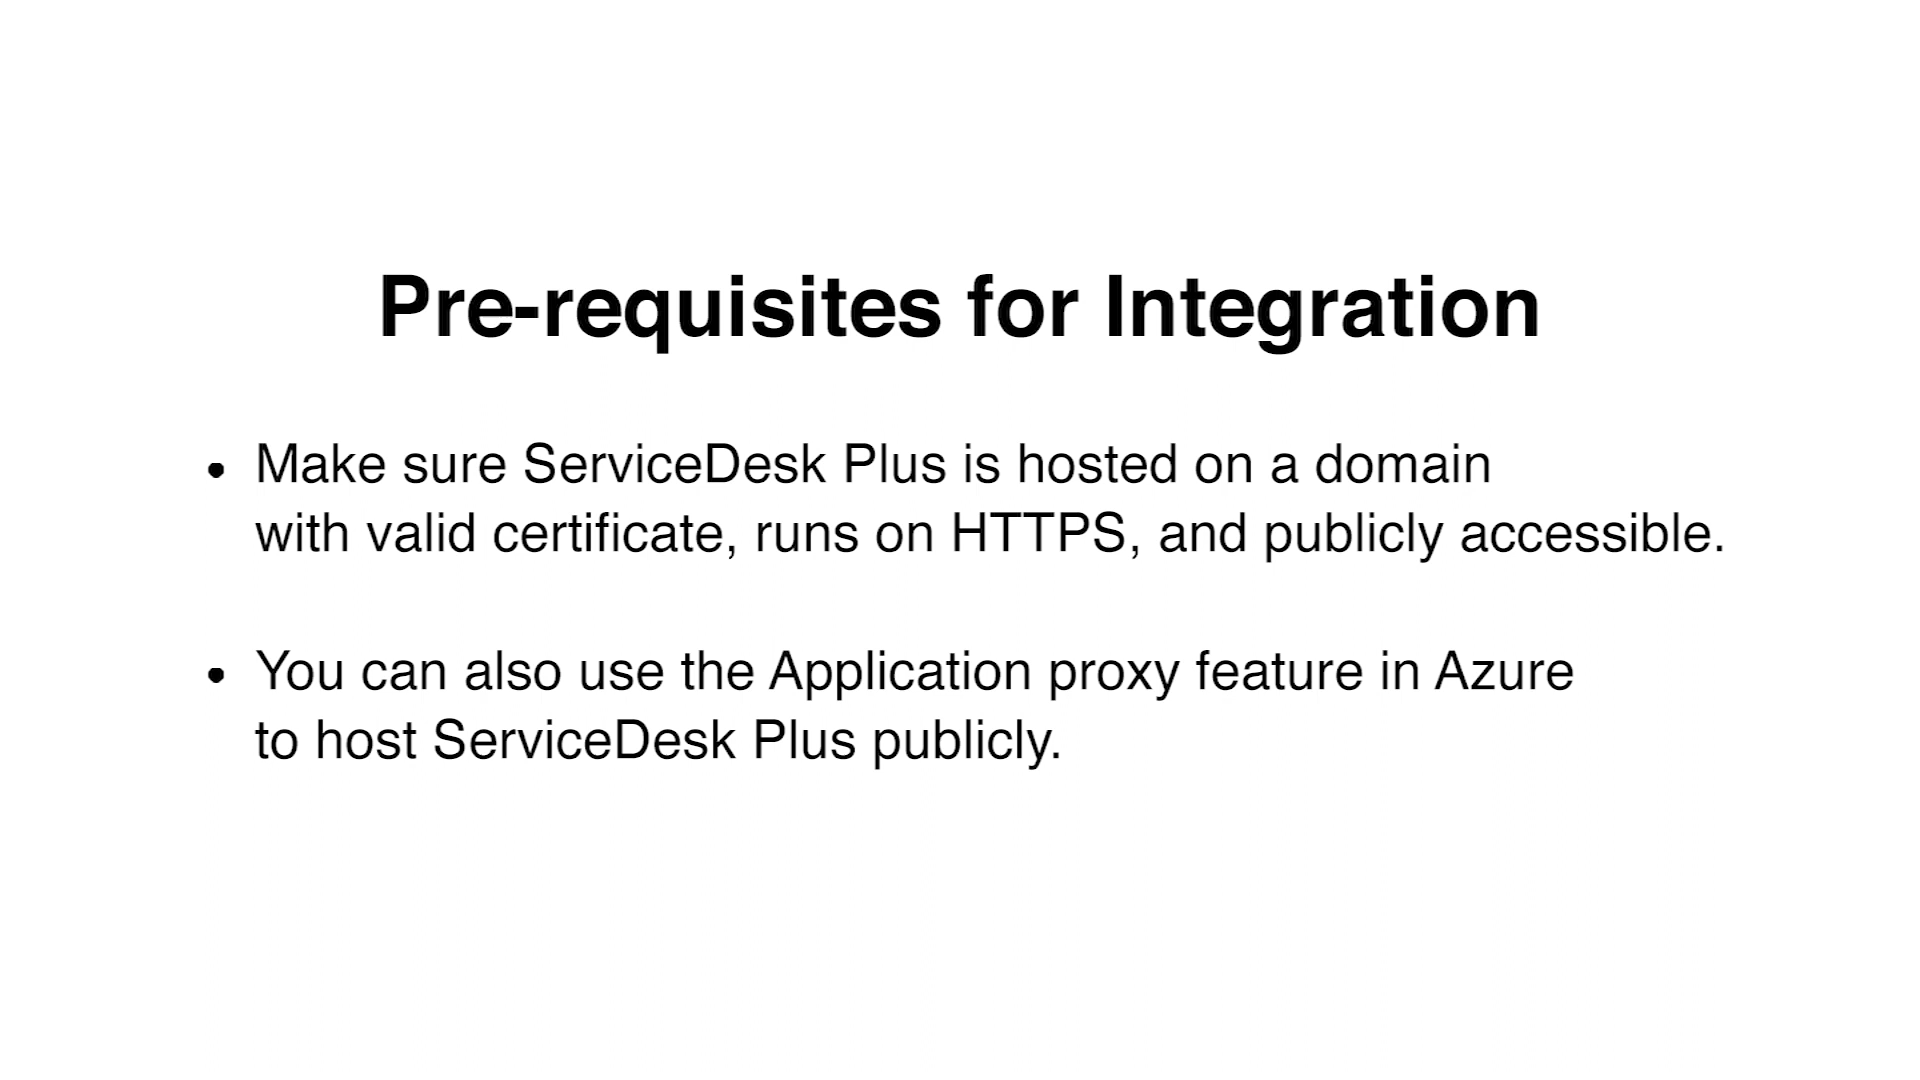 Pre-requisites for Integration
• Make sure ServiceDesk Plus is hosted on a domain
with valid certificate, runs on HTTPS, and publicly accessible.
• You can also use the Application proxy feature in Azure
to host ServiceDesk Plus publicly.